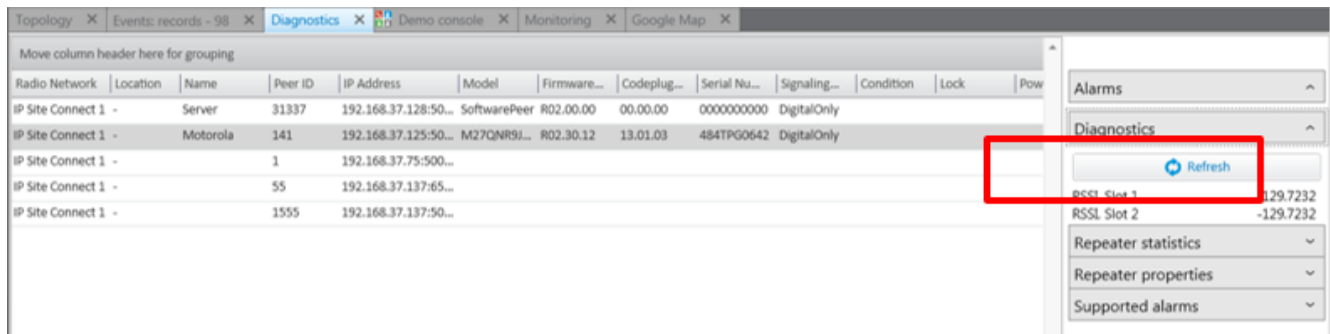 Topology Events: records - 98 Diagnostics Demo console Monitoring Google Map
Move column header here for grouping
Radio Network Location Name Peer ID IP Address Model Firmware... Codeplug... Serial Nu... Signaling... Condition Lock Pow
IP Site Connect 1 - Server 31337 192.168.37.128:50... SoftwarePeer R02.00.00 00.00.00 0000000000 DigitalOnly
IP Site Connect 1 - Motorola 141 192.168.37.125:50... M27QNR9J... R02.30.12 13.01.03 484TPG0642 DigitalOnly
IP Site Connect 1 - 1 192.168.37.75:500...
IP Site Connect 1 - 55 192.168.37.137:65...
IP Site Connect 1 - 1555 192.168.37.137:50...
Alarms
Diagnostics
Refresh
RSSL Slot 1 129.7232
RSSL Slot 2 -129.7232
Repeater statistics
Repeater properties
Supported alarms